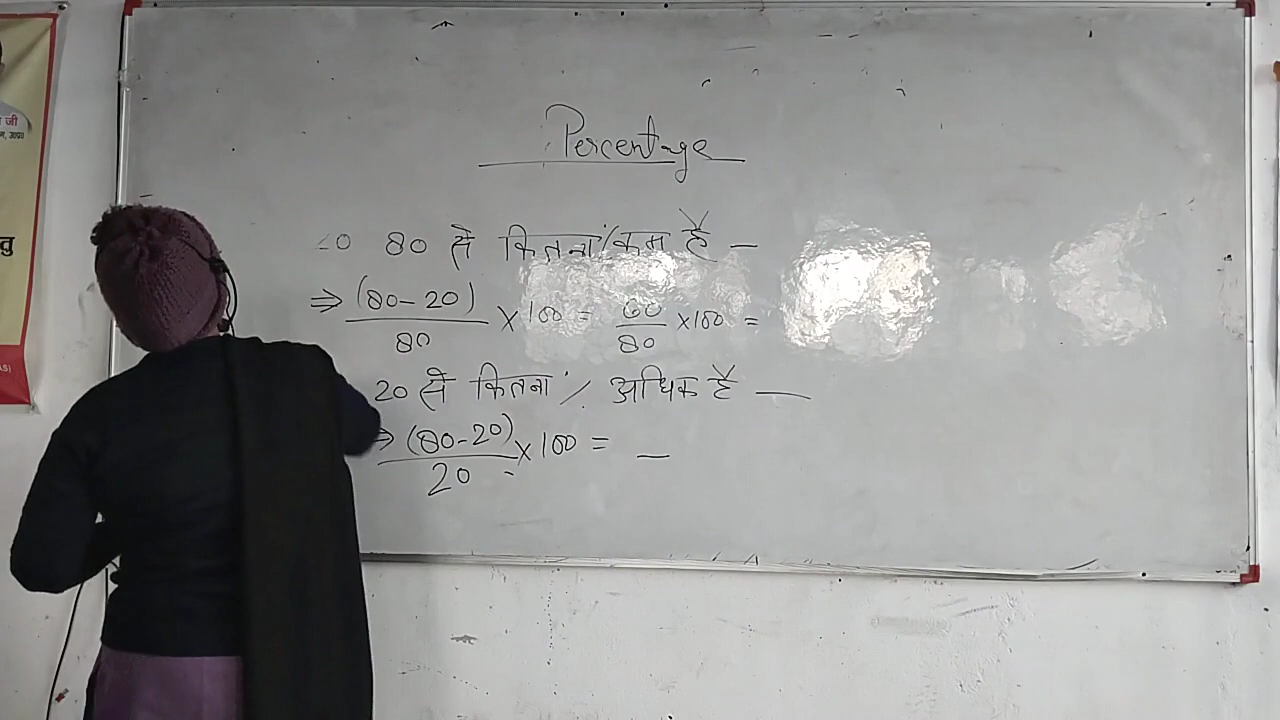 Percentage
20 80 से कितना % कम है —
⇒ (80-20)/80 × 100 = 60/80 × 100 =
20 से कितना % अधिक है —
⇒ (80-20)/20 × 100 = —
जी